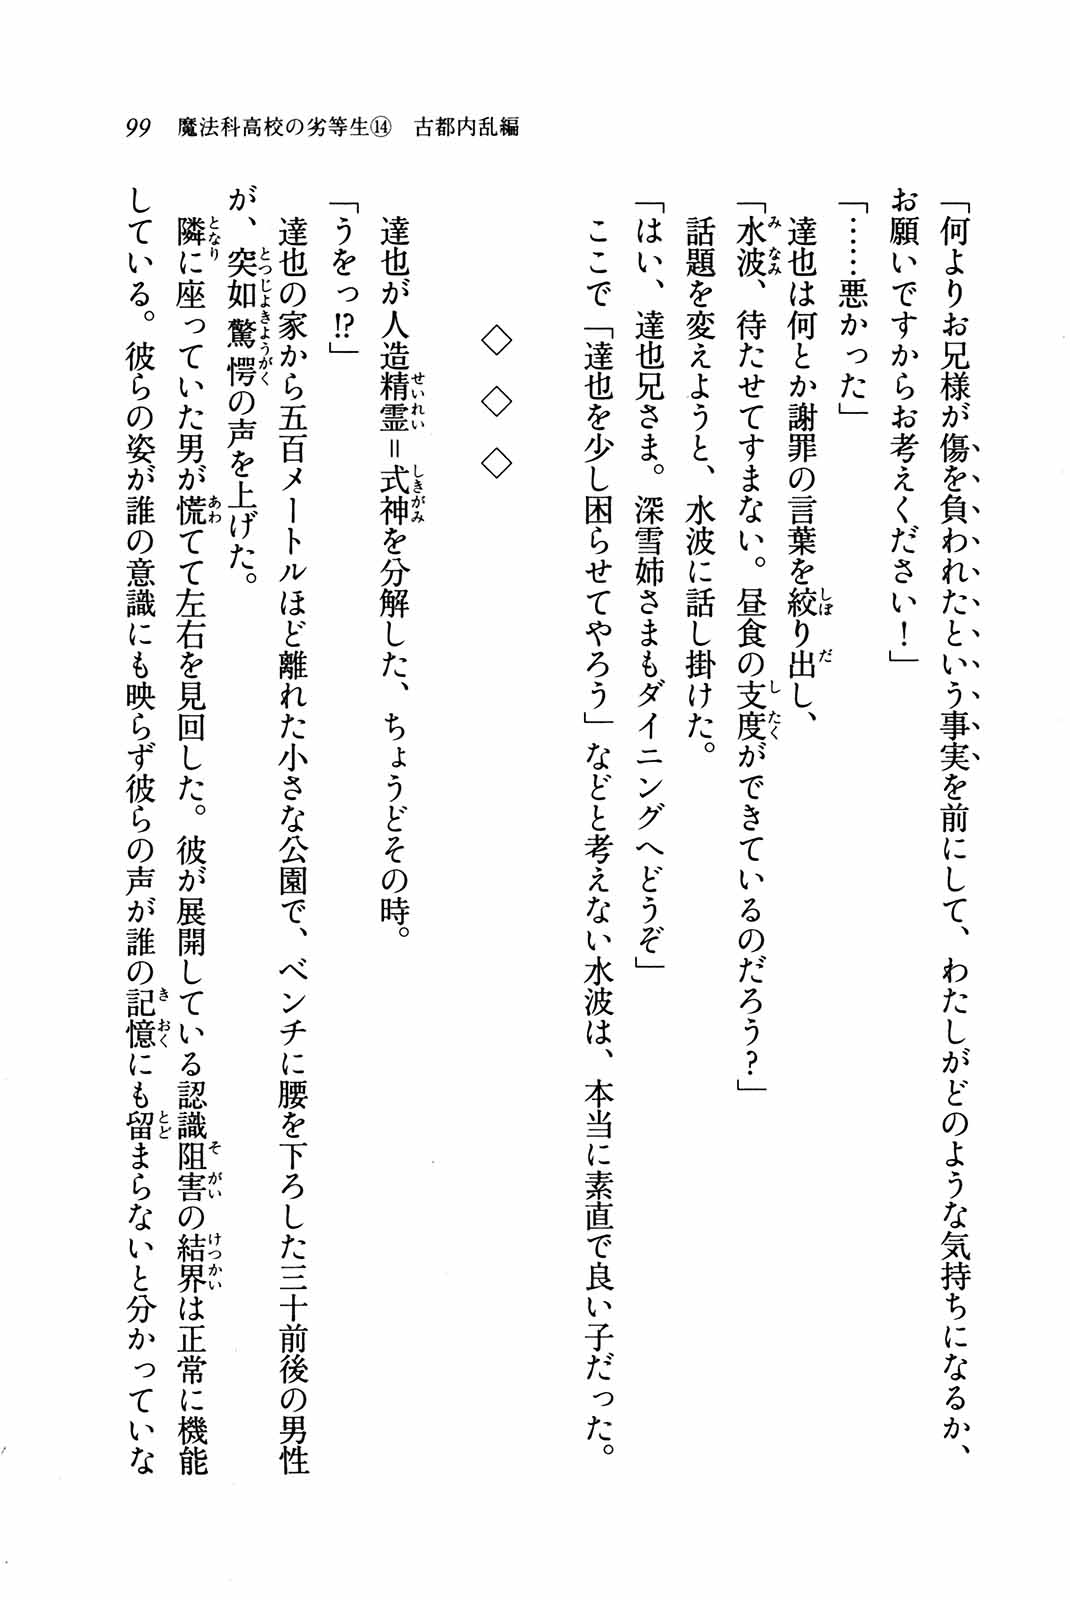 99　魔法科高校の劣等生⑭　古都内乱編
「何よりお兄様が傷を負われたという事実を前にして、わたしがどのような気持ちになるか、
お願いですからお考えください！」
「……悪かった」
達也は何とか謝罪の言葉を絞り出し、
「水波、待たせてすまない。昼食の支度ができているのだろう？」
話題を変えようと、水波に話し掛けた。
「はい、達也兄さま。深雪姉さまもダイニングへどうぞ」
ここで「達也を少し困らせてやろう」などと考えない水波は、本当に素直で良い子だった。
◇　◇　◇
達也が人造精霊＝式神を分解した、ちょうどその時。
「うをっ!?」
達也の家から五百メートルほど離れた小さな公園で、ベンチに腰を下ろした三十前後の男性
が、突如驚愕の声を上げた。
隣に座っていた男が慌てて左右を見回した。彼が展開している認識阻害の結界は正常に機能
している。彼らの姿が誰の意識にも映らず彼らの声が誰の記憶にも留まらないと分かっていな